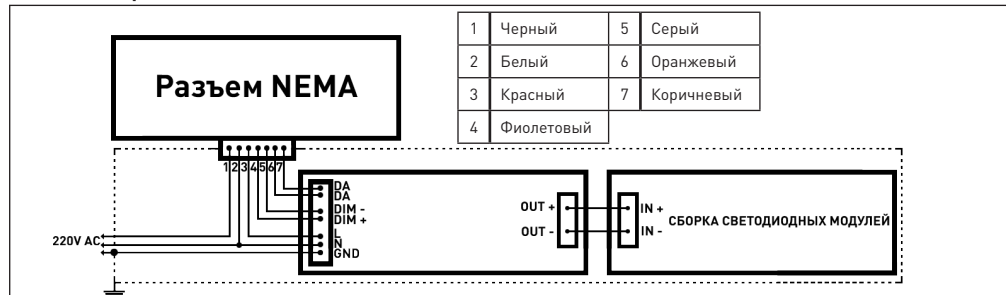 1 Черный 5 Серый
2 Белый 6 Оранжевый
3 Красный 7 Коричневый
4 Фиолетовый
Разъем NEMA
1234567
DA
DA
DIM -
DIM +
L
N
GND
220V AC
OUT +
OUT -
IN +
IN -
СБОРКА СВЕТОДИОДНЫХ МОДУЛЕЙ